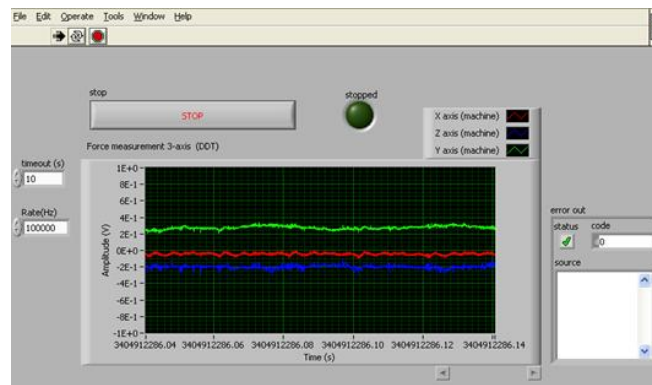 File Edit Operate Tools Window Help
stop
STOP
stopped
X axis (machine)
Z axis (machine)
Y axis (machine)
Force measurement 3-axis (DDT)
timeout (s)
10
Rate(Hz)
100000
Amplitude (V)
1E+0
8E-1
6E-1
4E-1
2E-1
0E+0
-2E-1
-4E-1
-6E-1
-8E-1
-1E+0
3404912286.04 3404912286.06 3404912286.08 3404912286.10 3404912286.12 3404912286.14
Time (s)
error out
status code
0
source